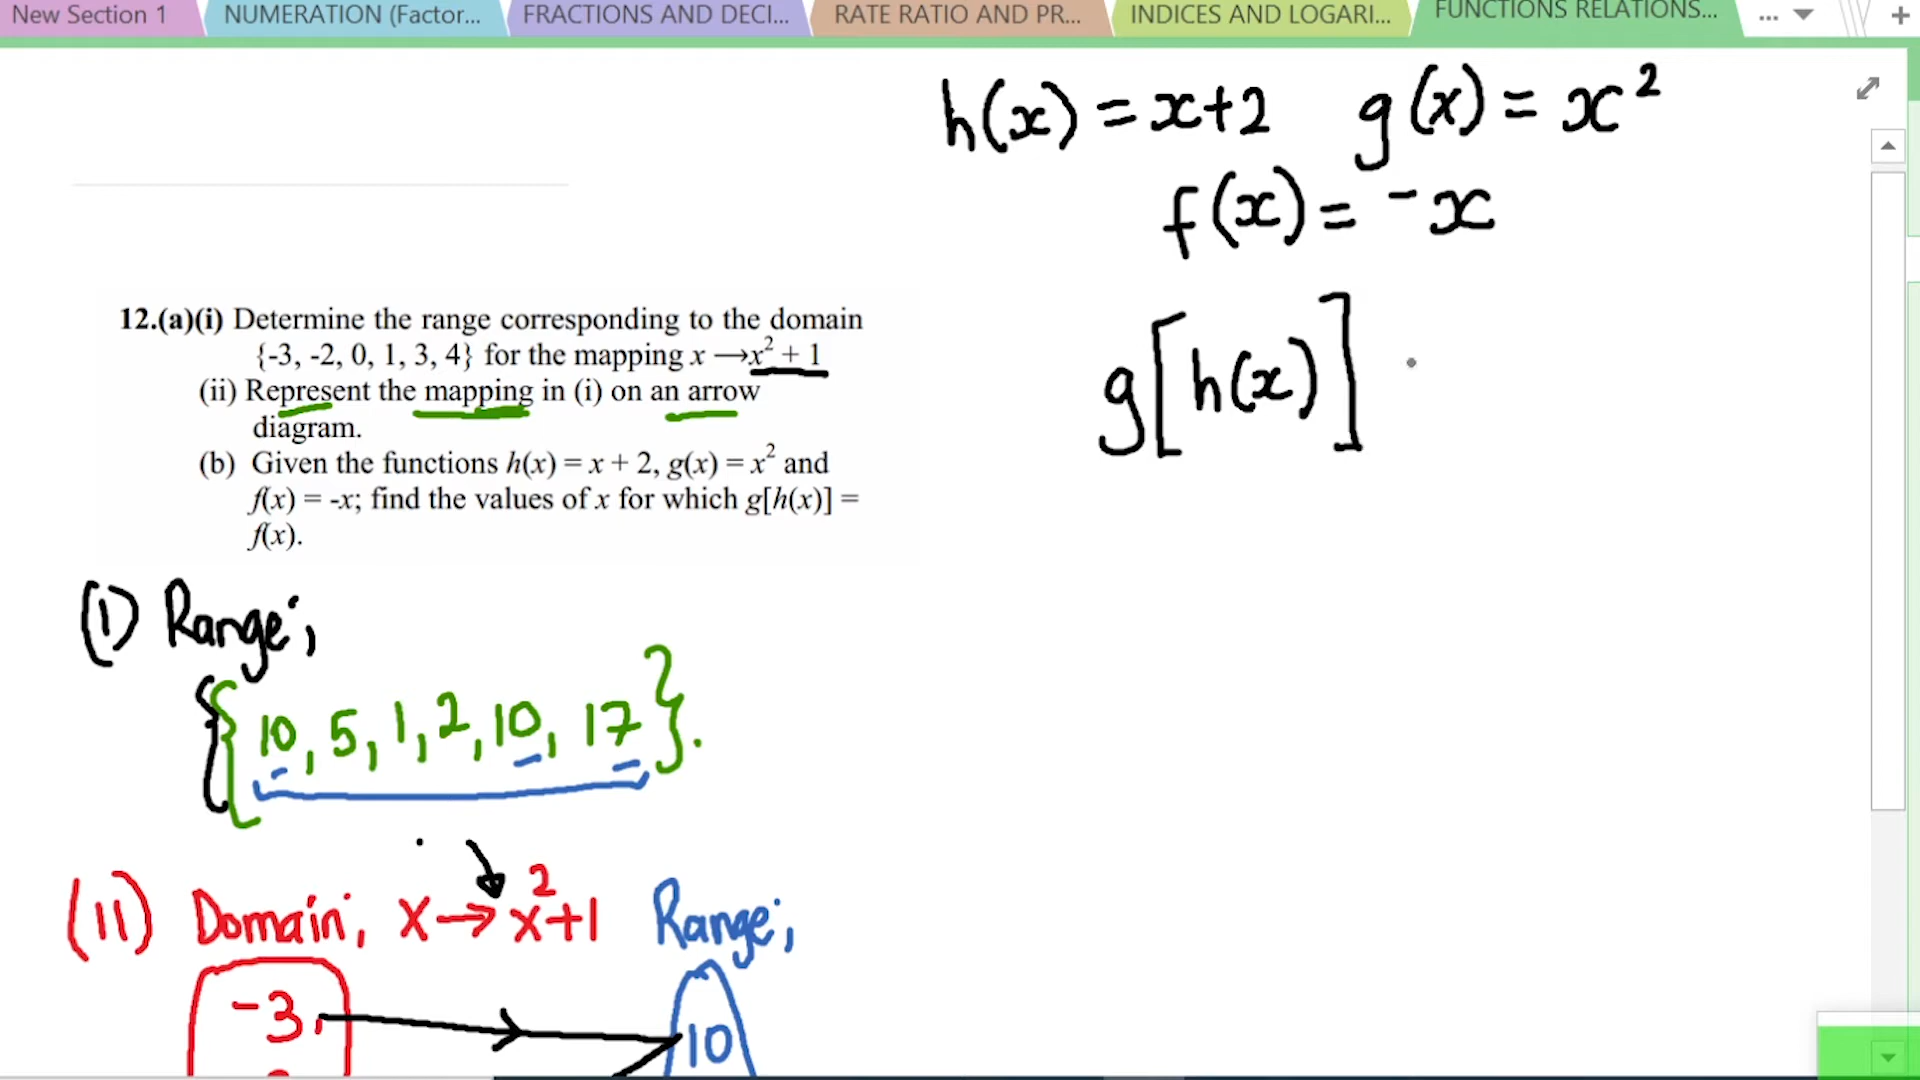 New Section 1 NUMERATION (Factor... FRACTIONS AND DECI... RATE RATIO AND PR... INDICES AND LOGARI... FUNCTIONS RELATIONS... ...
h(x) = x+2 g(x) = x²
f(x) = -x
g[h(x)]
12.(a)(i) Determine the range corresponding to the domain
{-3, -2, 0, 1, 3, 4} for the mapping x →x² + 1
(ii) Represent the mapping in (i) on an arrow
diagram.
(b) Given the functions h(x) = x + 2, g(x) = x² and
f(x) = -x; find the values of x for which g[h(x)] =
f(x).
(i) Range;
{{10, 5, 1, 2, 10, 17}.
(ii) Domain, x→x²+1 Range;
-3
10